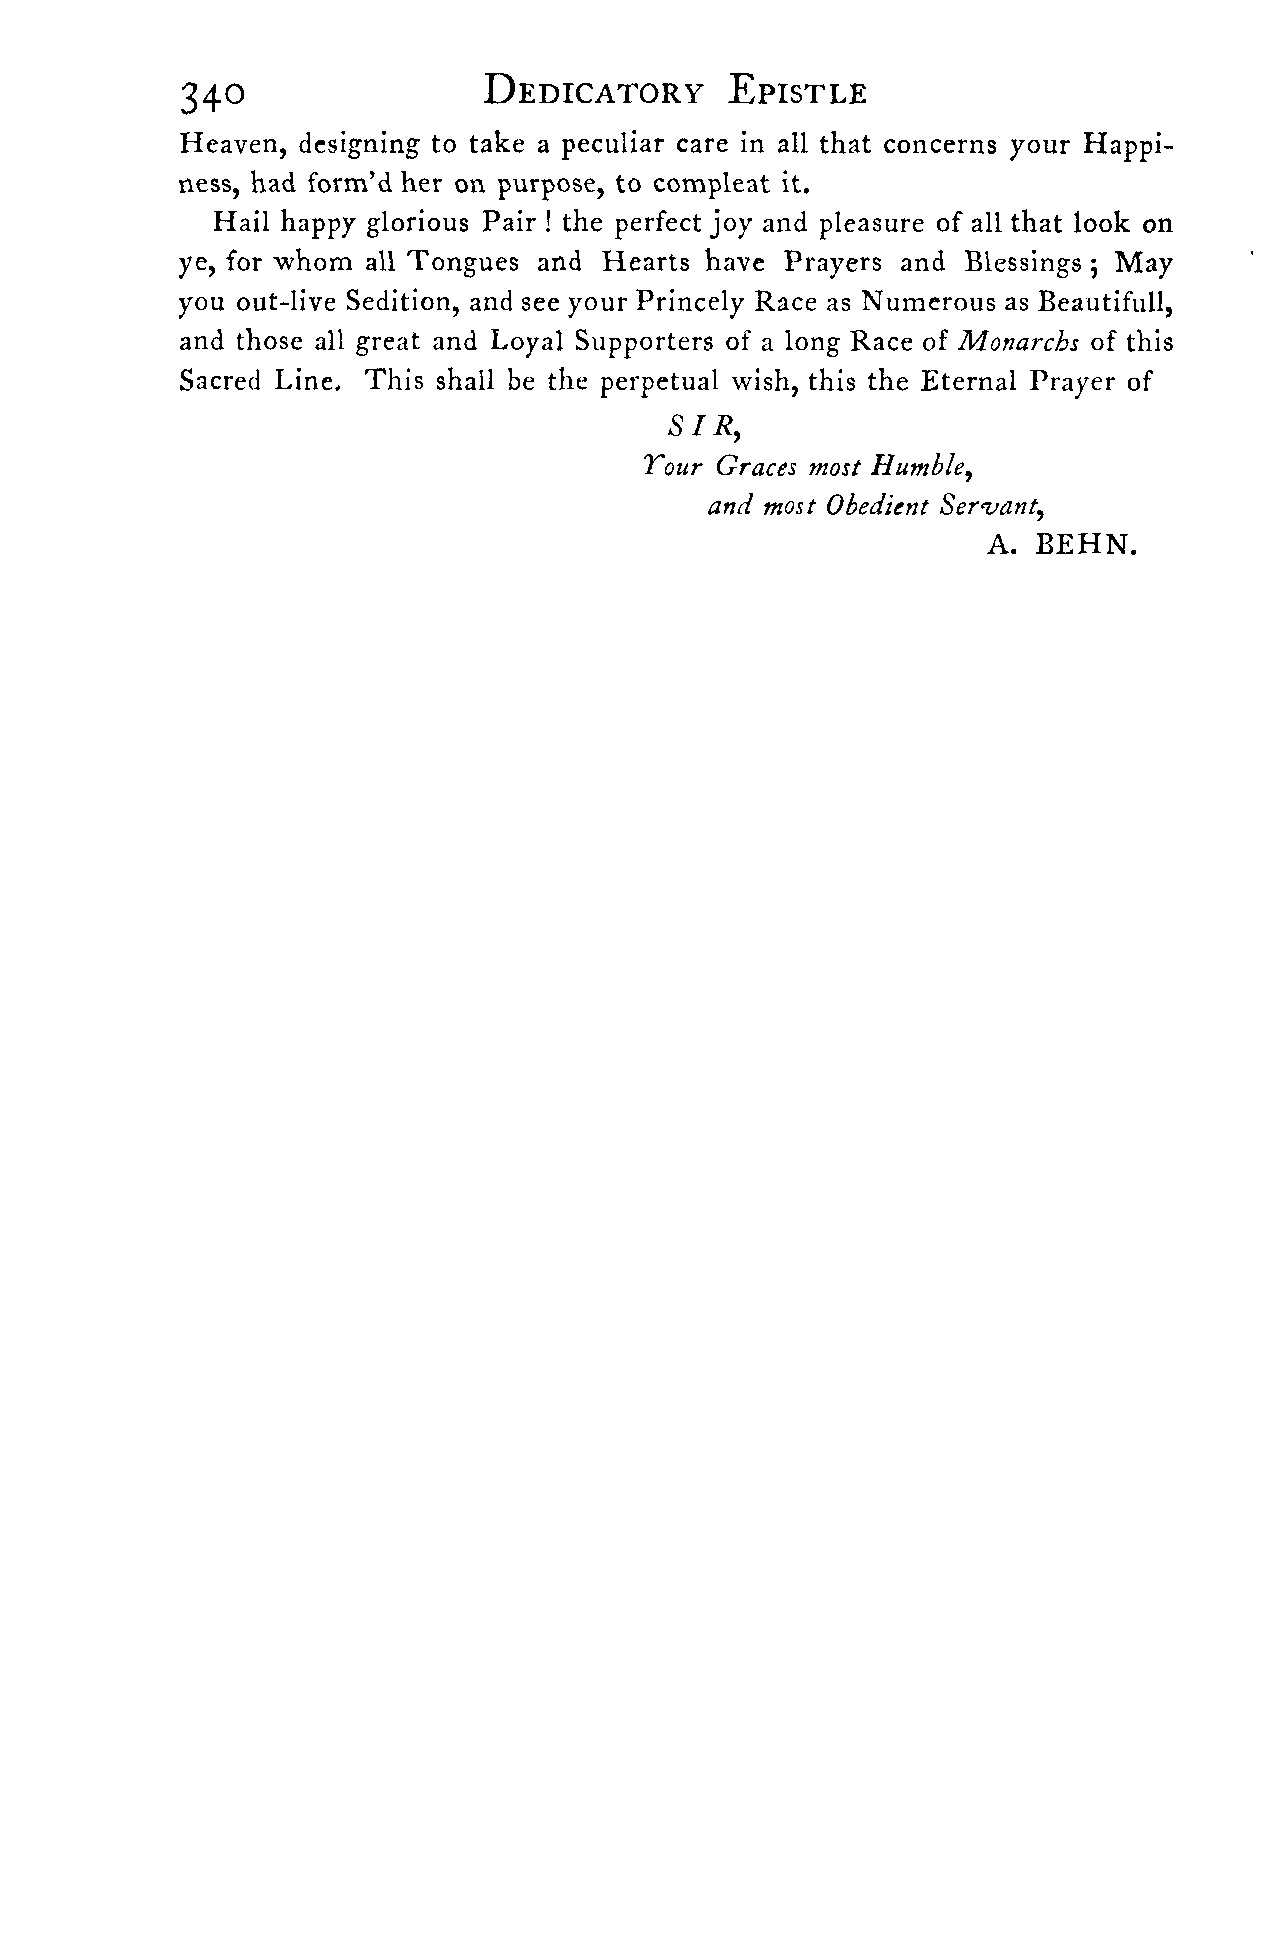 340 DEDICATORY EPISTLE
Heaven, designing to take a peculiar care in all that concerns your Happi-
ness, had form'd her on purpose, to compleat it.
Hail happy glorious Pair ! the perfect joy and pleasure of all that look on
ye, for whom all Tongues and Hearts have Prayers and Blessings ; May
you out-live Sedition, and see your Princely Race as Numerous as Beautifull,
and those all great and Loyal Supporters of a long Race of Monarchs of this
Sacred Line. This shall be the perpetual wish, this the Eternal Prayer of
S I R,
Your Graces most Humble,
and most Obedient Servant,
A. BEHN.